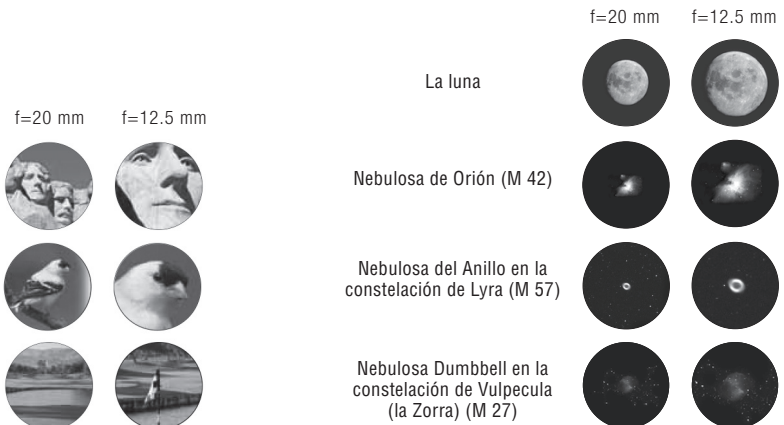 f=20 mm f=12.5 mm
f=20 mm f=12.5 mm
La luna
Nebulosa de Orión (M 42)
Nebulosa del Anillo en la
constelación de Lyra (M 57)
Nebulosa Dumbbell en la
constelación de Vulpecula
(la Zorra) (M 27)